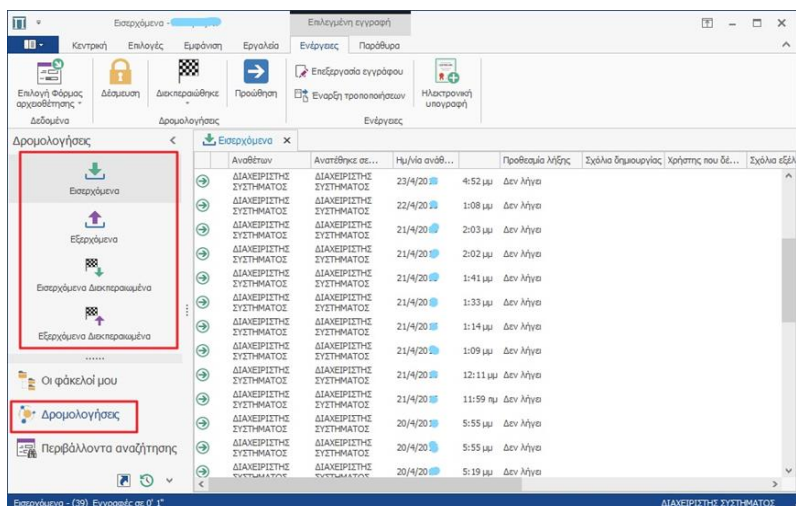 Εισερχόμενα -
Επιλεγμένη εγγραφή
Κεντρική Επιλογές Εμφάνιση Εργαλεία Ενέργειες Παράθυρα
Επιλογή Φόρμας αρχειοθέτησης
Δέσμευση
Διεκπεραιώθηκε
Προώθηση
Επεξεργασία εγγράφου
Έναρξη τροποποιήσεων
Ηλεκτρονική υπογραφή
Δεδομένα
Δρομολογήσεις
Ενέργειες
Δρομολογήσεις
Εισερχόμενα
Εξερχόμενα
Εισερχόμενα Διεκπεραιωμένα
Εξερχόμενα Διεκπεραιωμένα
Οι φάκελοί μου
Δρομολογήσεις
Περιβάλλοντα αναζήτησης
Εισερχόμενα
Αναθέτων Ανατέθηκε σε... Ημ/νία ανάθ... Προθεσμία λήξης Σχόλια δημιουργίας Χρήστης που δέ... Σχόλια εξέλ
ΔΙΑΧΕΙΡΙΣΤΗΣ ΣΥΣΤΗΜΑΤΟΣ ΔΙΑΧΕΙΡΙΣΤΗΣ ΣΥΣΤΗΜΑΤΟΣ 23/4/20 4:52 μμ Δεν λήγει
ΔΙΑΧΕΙΡΙΣΤΗΣ ΣΥΣΤΗΜΑΤΟΣ ΔΙΑΧΕΙΡΙΣΤΗΣ ΣΥΣΤΗΜΑΤΟΣ 22/4/20 1:08 μμ Δεν λήγει
ΔΙΑΧΕΙΡΙΣΤΗΣ ΣΥΣΤΗΜΑΤΟΣ ΔΙΑΧΕΙΡΙΣΤΗΣ ΣΥΣΤΗΜΑΤΟΣ 21/4/20 2:03 μμ Δεν λήγει
ΔΙΑΧΕΙΡΙΣΤΗΣ ΣΥΣΤΗΜΑΤΟΣ ΔΙΑΧΕΙΡΙΣΤΗΣ ΣΥΣΤΗΜΑΤΟΣ 21/4/20 2:02 μμ Δεν λήγει
ΔΙΑΧΕΙΡΙΣΤΗΣ ΣΥΣΤΗΜΑΤΟΣ ΔΙΑΧΕΙΡΙΣΤΗΣ ΣΥΣΤΗΜΑΤΟΣ 21/4/20 1:41 μμ Δεν λήγει
ΔΙΑΧΕΙΡΙΣΤΗΣ ΣΥΣΤΗΜΑΤΟΣ ΔΙΑΧΕΙΡΙΣΤΗΣ ΣΥΣΤΗΜΑΤΟΣ 21/4/20 1:33 μμ Δεν λήγει
ΔΙΑΧΕΙΡΙΣΤΗΣ ΣΥΣΤΗΜΑΤΟΣ ΔΙΑΧΕΙΡΙΣΤΗΣ ΣΥΣΤΗΜΑΤΟΣ 21/4/20 1:14 μμ Δεν λήγει
ΔΙΑΧΕΙΡΙΣΤΗΣ ΣΥΣΤΗΜΑΤΟΣ ΔΙΑΧΕΙΡΙΣΤΗΣ ΣΥΣΤΗΜΑΤΟΣ 21/4/20 1:09 μμ Δεν λήγει
ΔΙΑΧΕΙΡΙΣΤΗΣ ΣΥΣΤΗΜΑΤΟΣ ΔΙΑΧΕΙΡΙΣΤΗΣ ΣΥΣΤΗΜΑΤΟΣ 21/4/20 12:11 μμ Δεν λήγει
ΔΙΑΧΕΙΡΙΣΤΗΣ ΣΥΣΤΗΜΑΤΟΣ ΔΙΑΧΕΙΡΙΣΤΗΣ ΣΥΣΤΗΜΑΤΟΣ 21/4/20 11:59 πμ Δεν λήγει
ΔΙΑΧΕΙΡΙΣΤΗΣ ΣΥΣΤΗΜΑΤΟΣ ΔΙΑΧΕΙΡΙΣΤΗΣ ΣΥΣΤΗΜΑΤΟΣ 20/4/20 5:55 μμ Δεν λήγει
ΔΙΑΧΕΙΡΙΣΤΗΣ ΣΥΣΤΗΜΑΤΟΣ ΔΙΑΧΕΙΡΙΣΤΗΣ ΣΥΣΤΗΜΑΤΟΣ 20/4/20 5:55 μμ Δεν λήγει
ΔΙΑΧΕΙΡΙΣΤΗΣ ΣΥΣΤΗΜΑΤΟΣ ΔΙΑΧΕΙΡΙΣΤΗΣ ΣΥΣΤΗΜΑΤΟΣ 20/4/20 5:19 μμ Δεν λήγει
Εισερχόμενα - (39) Εγγραφές σε 0' 1"
ΔΙΑΧΕΙΡΙΣΤΗΣ ΣΥΣΤΗΜΑΤΟΣ